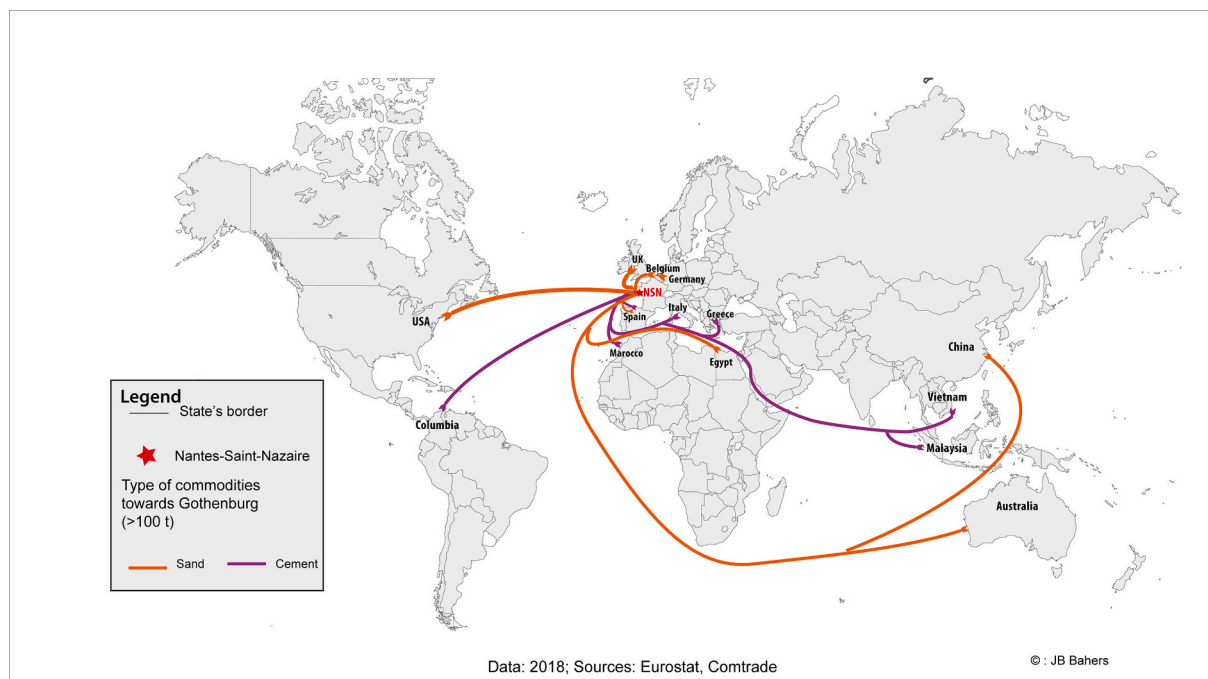 UK
Belgium
Germany
NSN
Spain
Italy
Greece
USA
Marocco
Egypt
China
Vietnam
Columbia
Malaysia
Australia
Legend
State's border
Nantes-Saint-Nazaire
Type of commodities
towards Gothenburg
(>100 t)
Sand
Cement
Data: 2018; Sources: Eurostat, Comtrade
© : JB Bahers